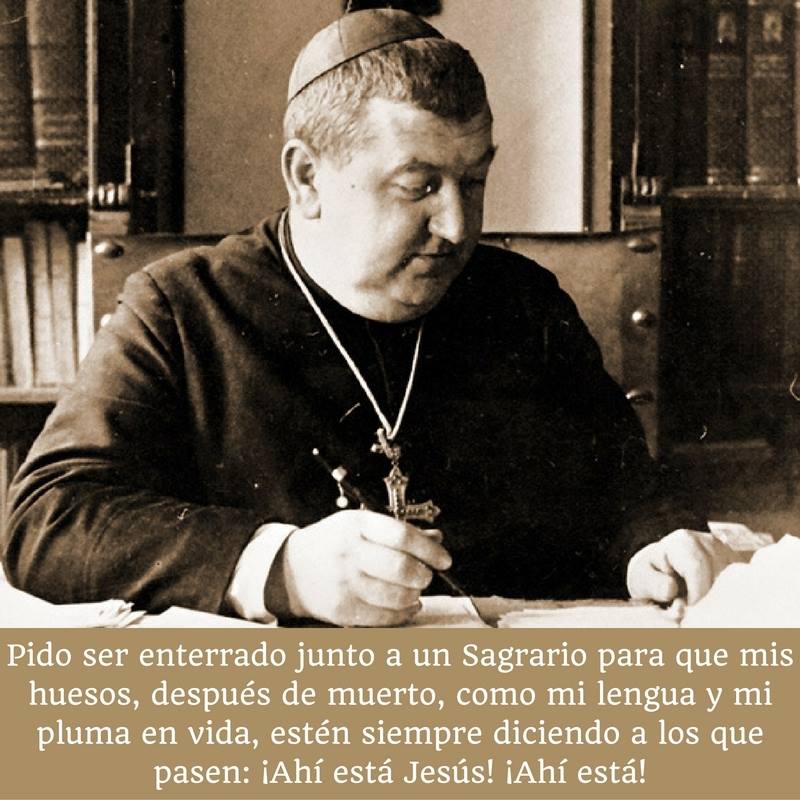 Pido ser enterrado junto a un Sagrario para que mis
huesos, después de muerto, como mi lengua y mi
pluma en vida, estén siempre diciendo a los que
pasen: ¡Ahí está Jesús! ¡Ahí está!